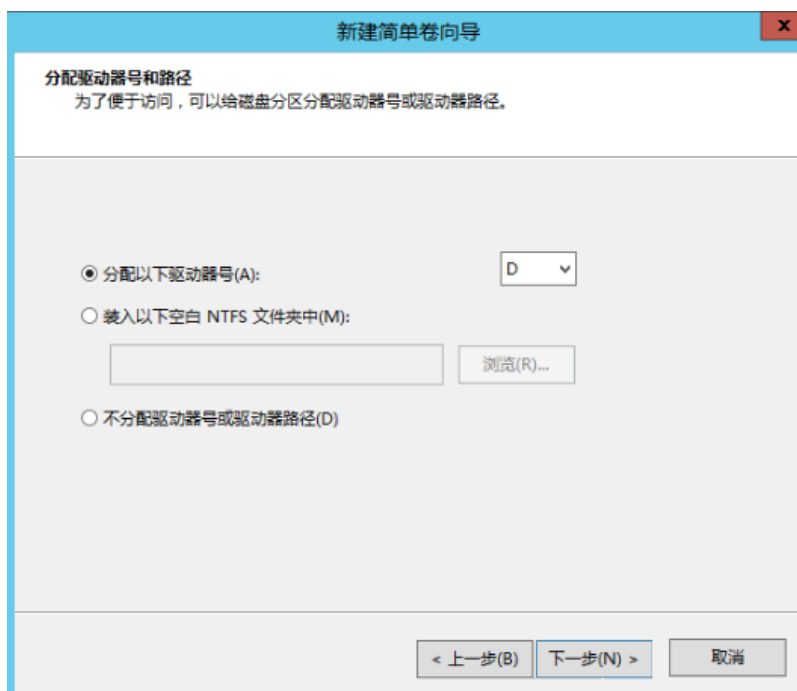 新建简单卷向导
x
分配驱动器号和路径
为了便于访问，可以给磁盘分区分配驱动器号或驱动器路径。
分配以下驱动器号(A):
D
装入以下空白 NTFS 文件夹中(M):
浏览(R)...
不分配驱动器号或驱动器路径(D)
< 上一步(B) 下一步(N) > 取消